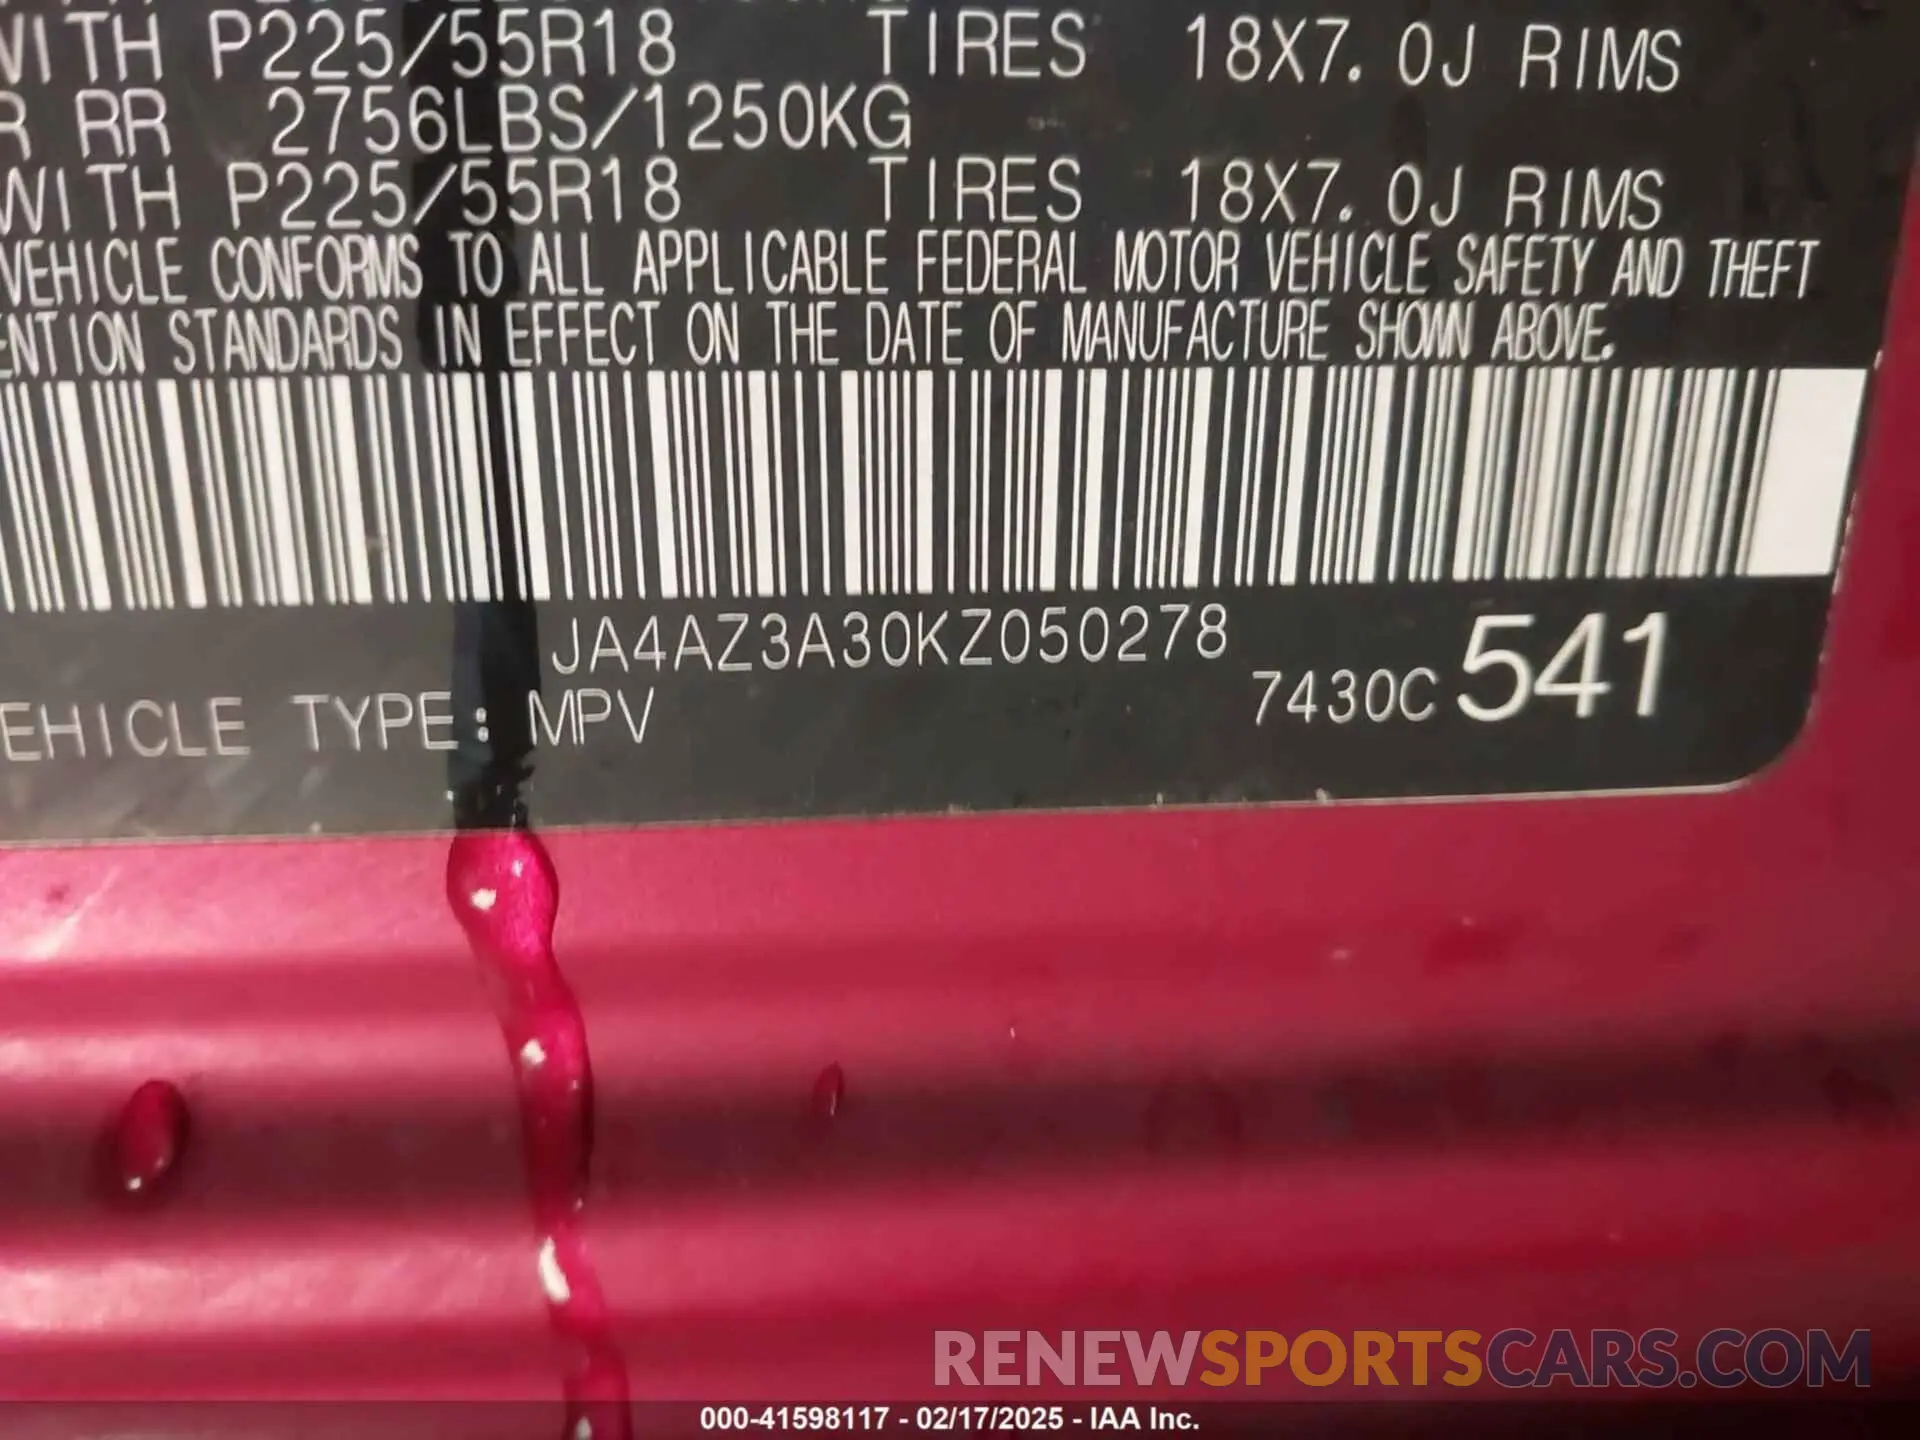 WITH P225/55R18 TIRES 18X7.0J RIMS
R RR 2756LBS/1250KG
WITH P225/55R18 TIRES 18X7.0J RIMS
VEHICLE CONFORMS TO ALL APPLICABLE FEDERAL MOTOR VEHICLE SAFETY AND THEFT
ENTION STANDARDS IN EFFECT ON THE DATE OF MANUFACTURE SHOWN ABOVE.
JA4AZ3A30KZ050278
7430C 541
EHICLE TYPE: MPV
RENEWSPORTSCARS.COM
000-41598117 - 02/17/2025 - IAA Inc.